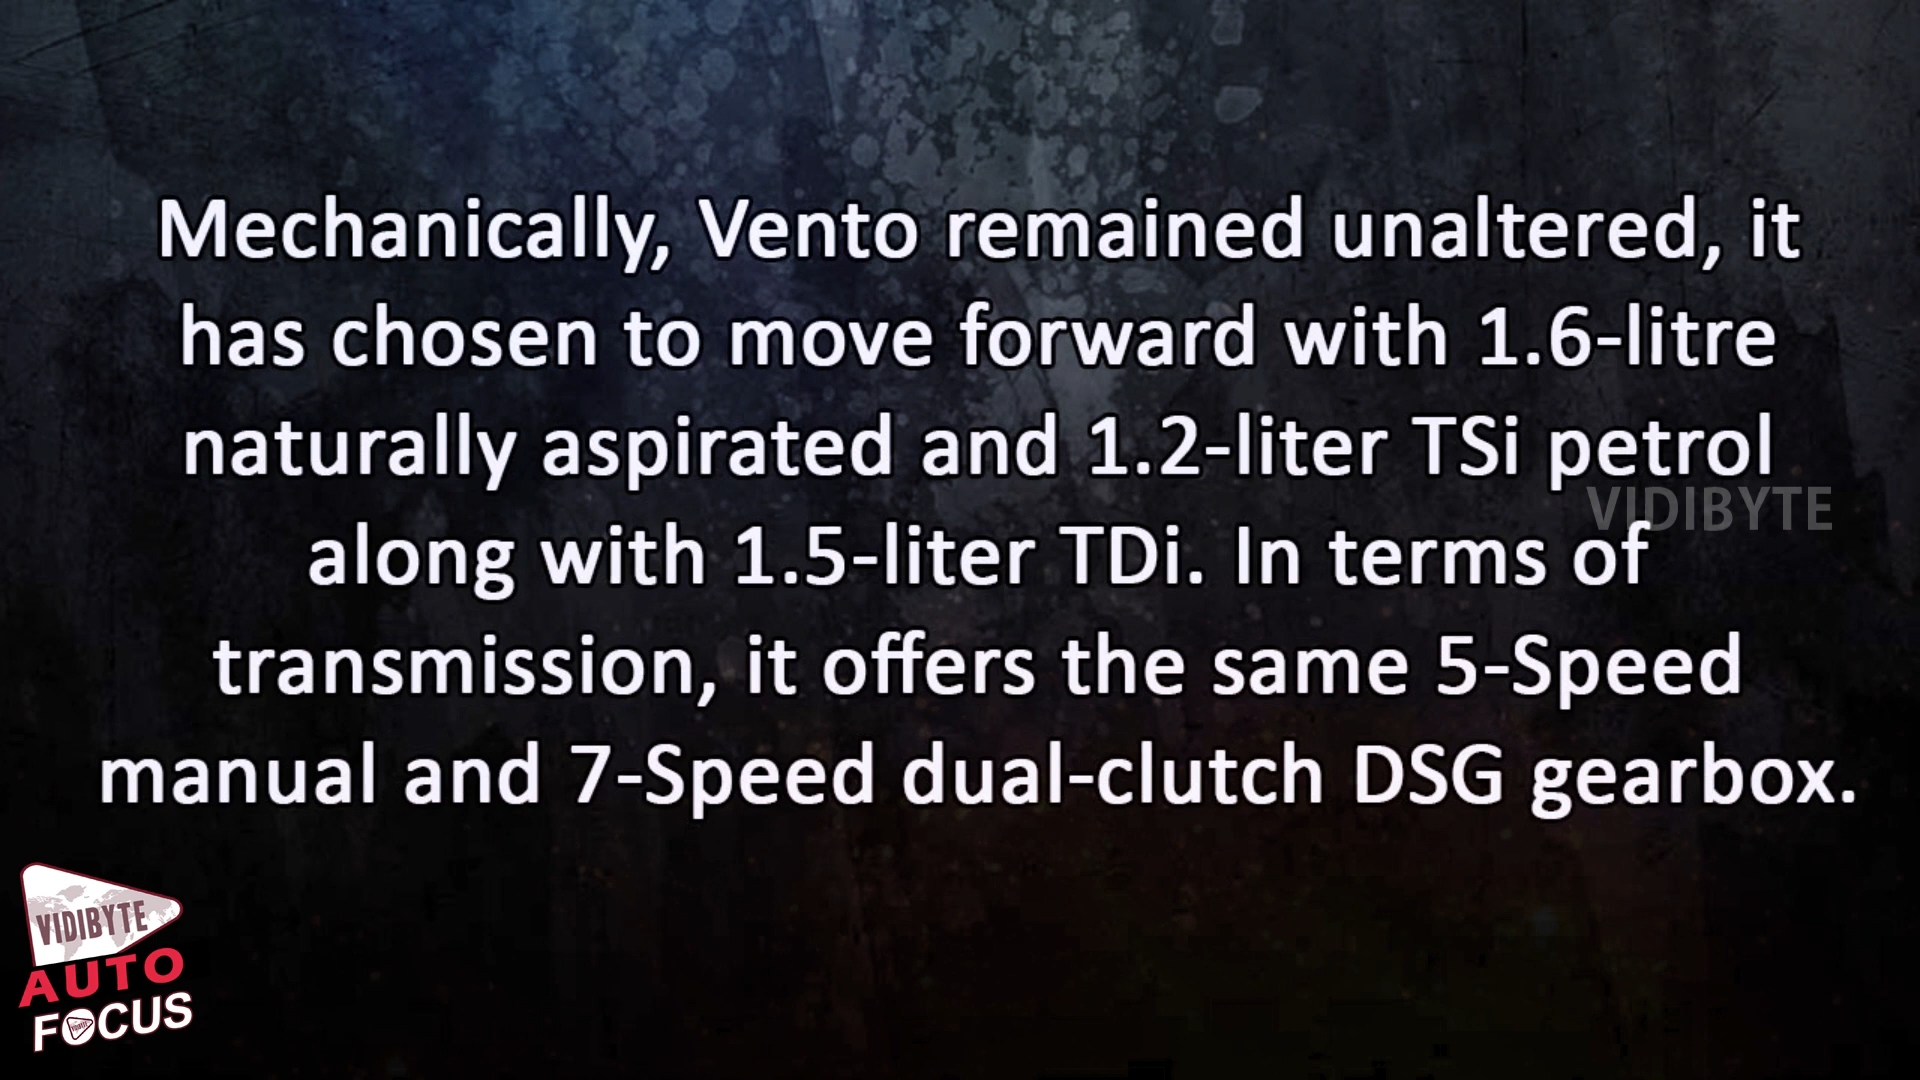 Mechanically, Vento remained unaltered, it
has chosen to move forward with 1.6-litre
naturally aspirated and 1.2-liter TSi petrol
VIDIBYTE
along with 1.5-liter TDi. In terms of
transmission, it offers the same 5-Speed
manual and 7-Speed dual-clutch DSG gearbox.
VIDIBYTE
AUTO
FOCUS